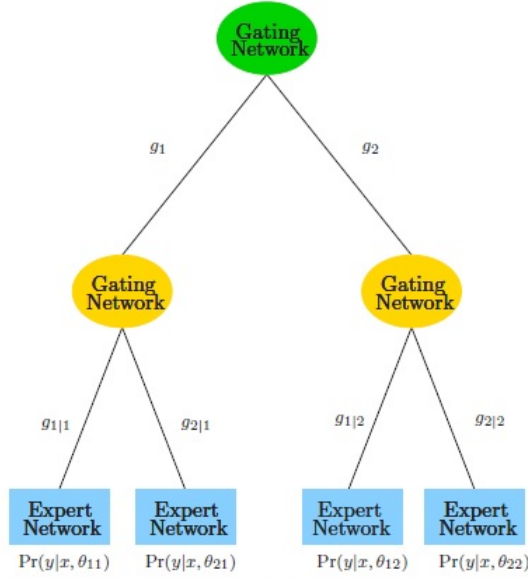 Gating
Network
g₁
g₂
Gating
Network
Gating
Network
g₁|₁
g₂|₁
g₁|₂
g₂|₂
Expert
Network
Expert
Network
Expert
Network
Expert
Network
Pr(y|x, θ₁₁)
Pr(y|x, θ₂₁)
Pr(y|x, θ₁₂)
Pr(y|x, θ₂₂)